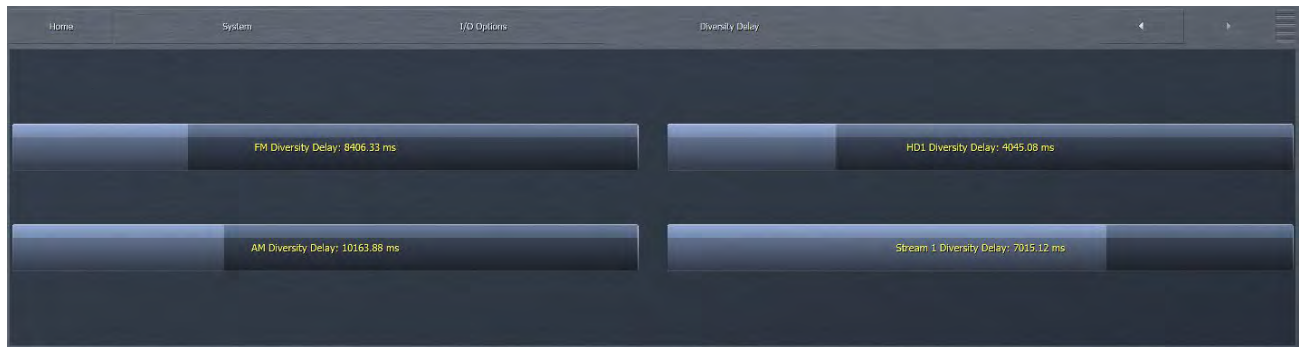 Home System I/O Options Diversity Delay
FM Diversity Delay: 8406.33 ms HD1 Diversity Delay: 4045.08 ms
AM Diversity Delay: 10163.88 ms Stream 1 Diversity Delay: 7015.12 ms